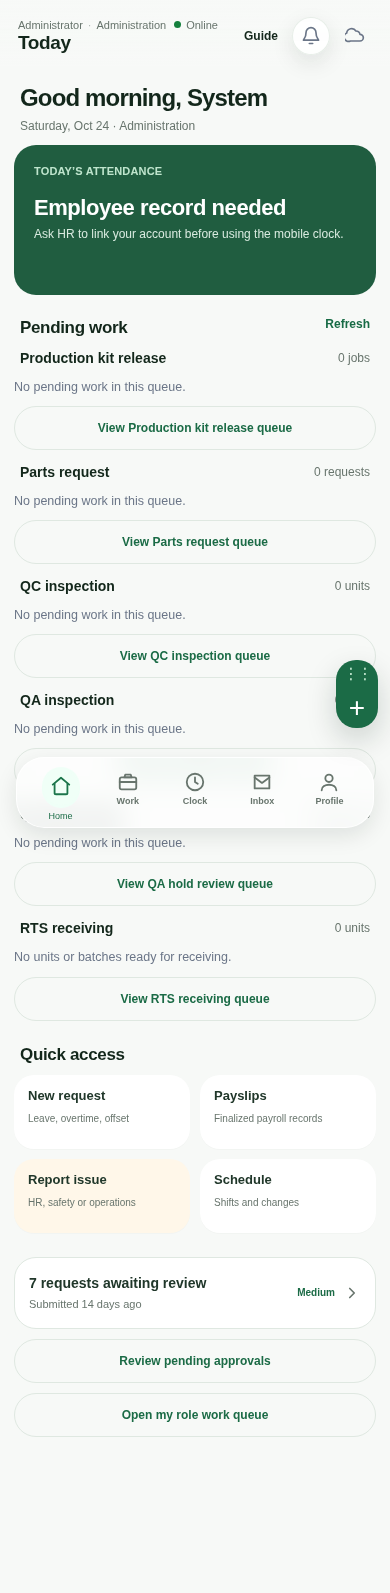 Administrator · Administration Online
Today
Guide
Good morning, System
Saturday, Oct 24 · Administration
TODAY'S ATTENDANCE
Employee record needed
Ask HR to link your account before using the mobile clock.
Pending work
Refresh
Production kit release
0 jobs
No pending work in this queue.
View Production kit release queue
Parts request
0 requests
No pending work in this queue.
View Parts request queue
QC inspection
0 units
No pending work in this queue.
View QC inspection queue
QA inspection
No pending work in this queue.
Home
Work
Clock
Inbox
Profile
No pending work in this queue.
View QA hold review queue
RTS receiving
0 units
No units or batches ready for receiving.
View RTS receiving queue
Quick access
New request
Leave, overtime, offset
Payslips
Finalized payroll records
Report issue
HR, safety or operations
Schedule
Shifts and changes
7 requests awaiting review
Submitted 14 days ago
Medium
Review pending approvals
Open my role work queue